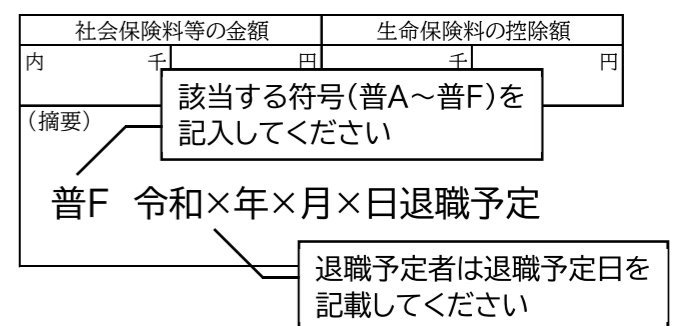 社会保険料等の金額 生命保険料の控除額
内 千 円 千 円
該当する符号(普A～普F)を
記入してください
（摘要）
普F 令和×年×月×日退職予定
退職予定者は退職予定日を
記載してください